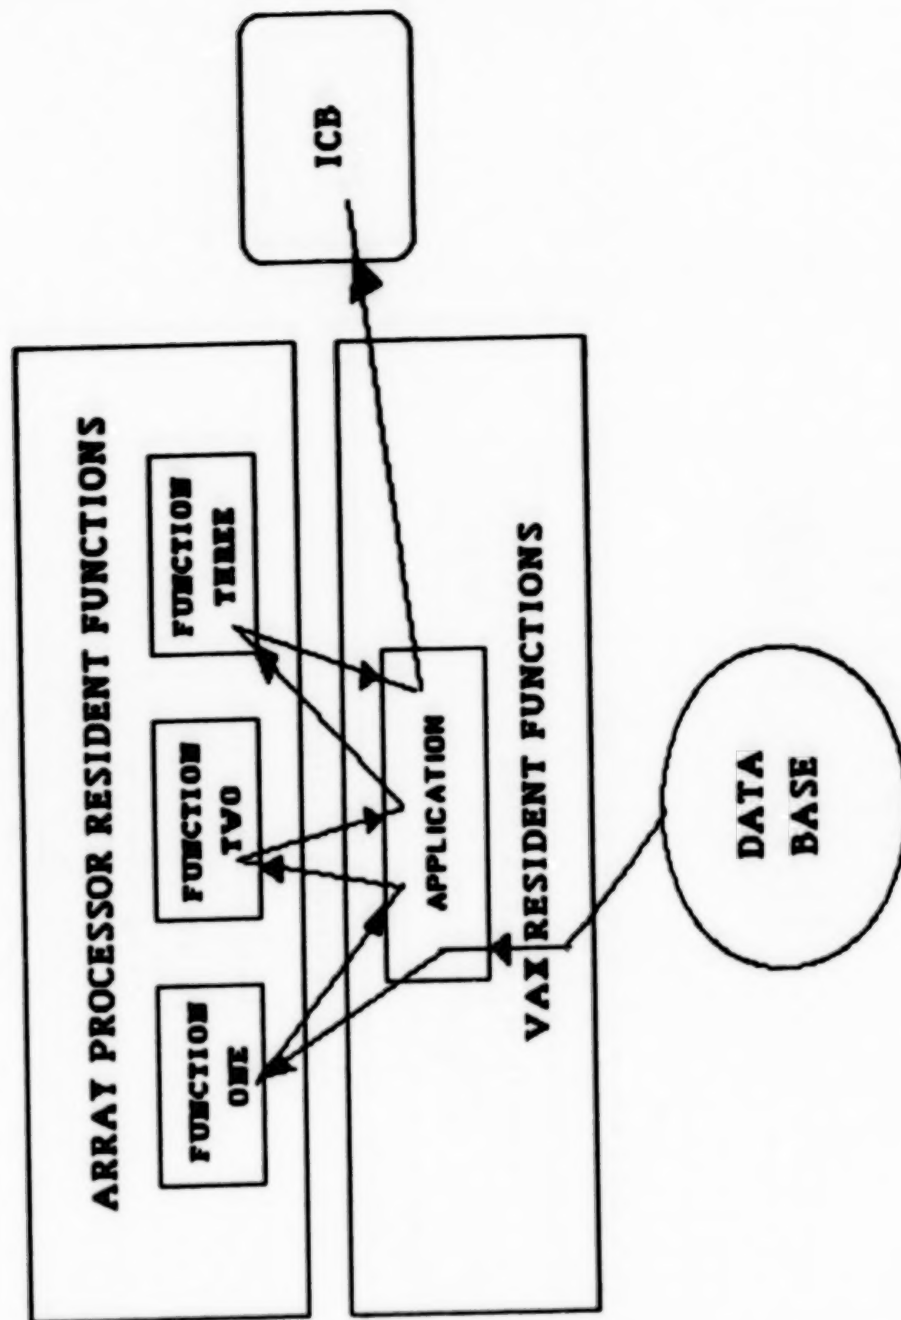 ARRAY PROCESSOR RESIDENT FUNCTIONS
FUNCTION
ONE
FUNCTION
TWO
FUNCTION
THREE
ICB
APPLICATION
VAX RESIDENT FUNCTIONS
DATA
BASE